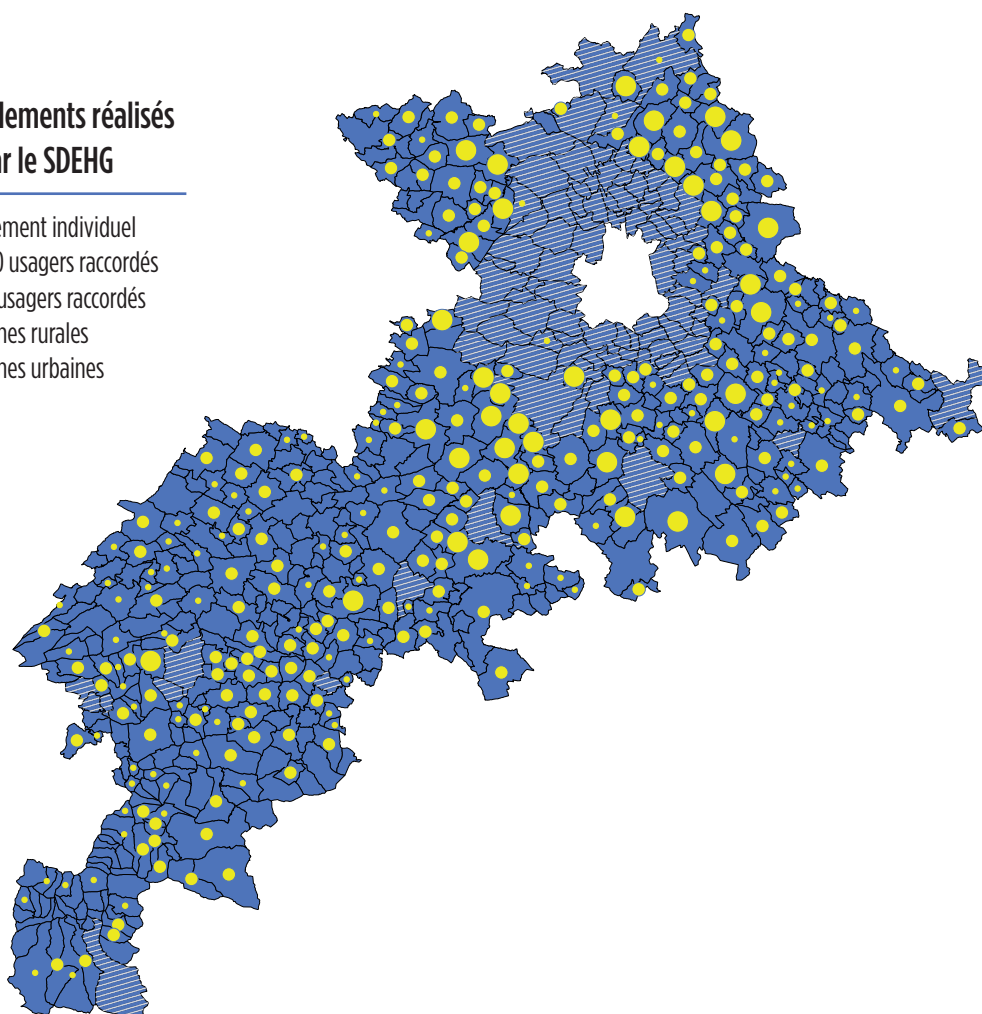 lements réalisés
r le SDEHG
ement individuel
0 usagers raccordés
usagers raccordés
nes rurales
nes urbaines